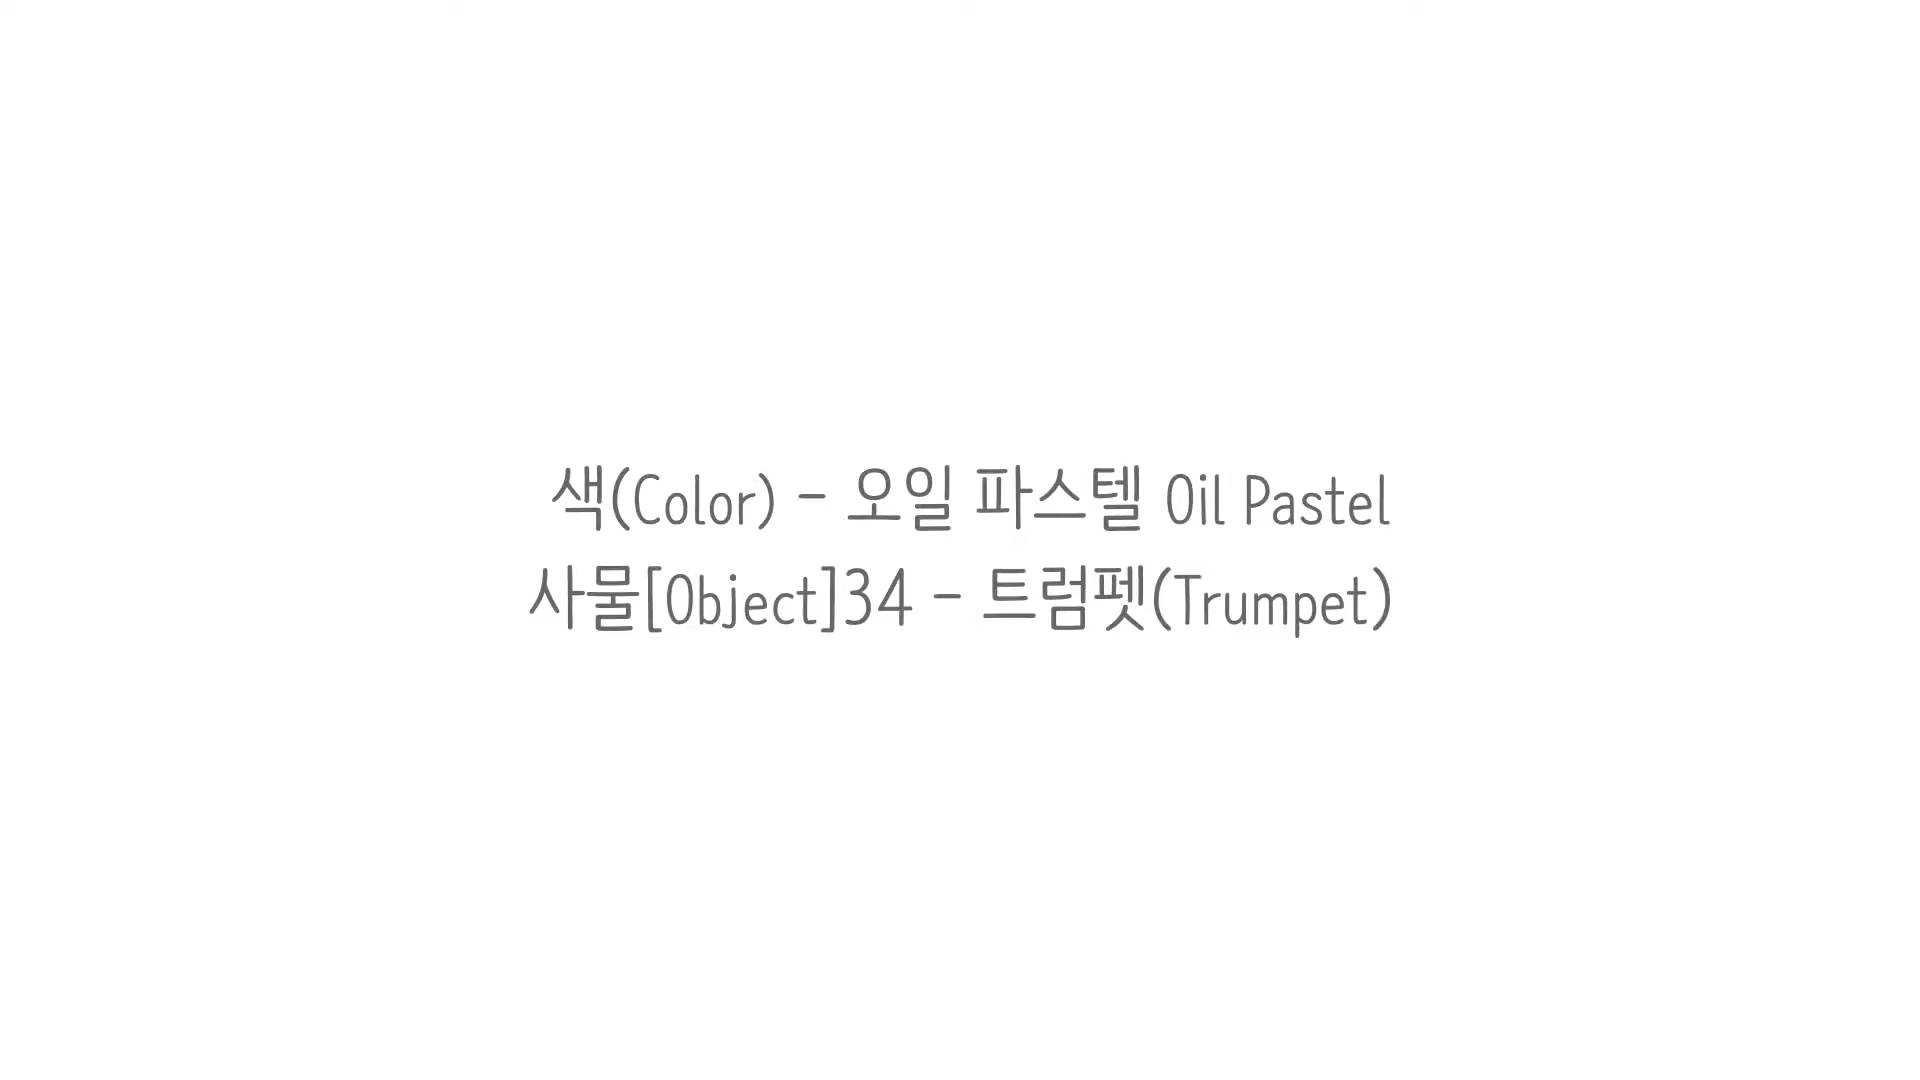 색(Color) - 오일 파스텔 Oil Pastel
사물[Object]34 - 트럼펫(Trumpet)